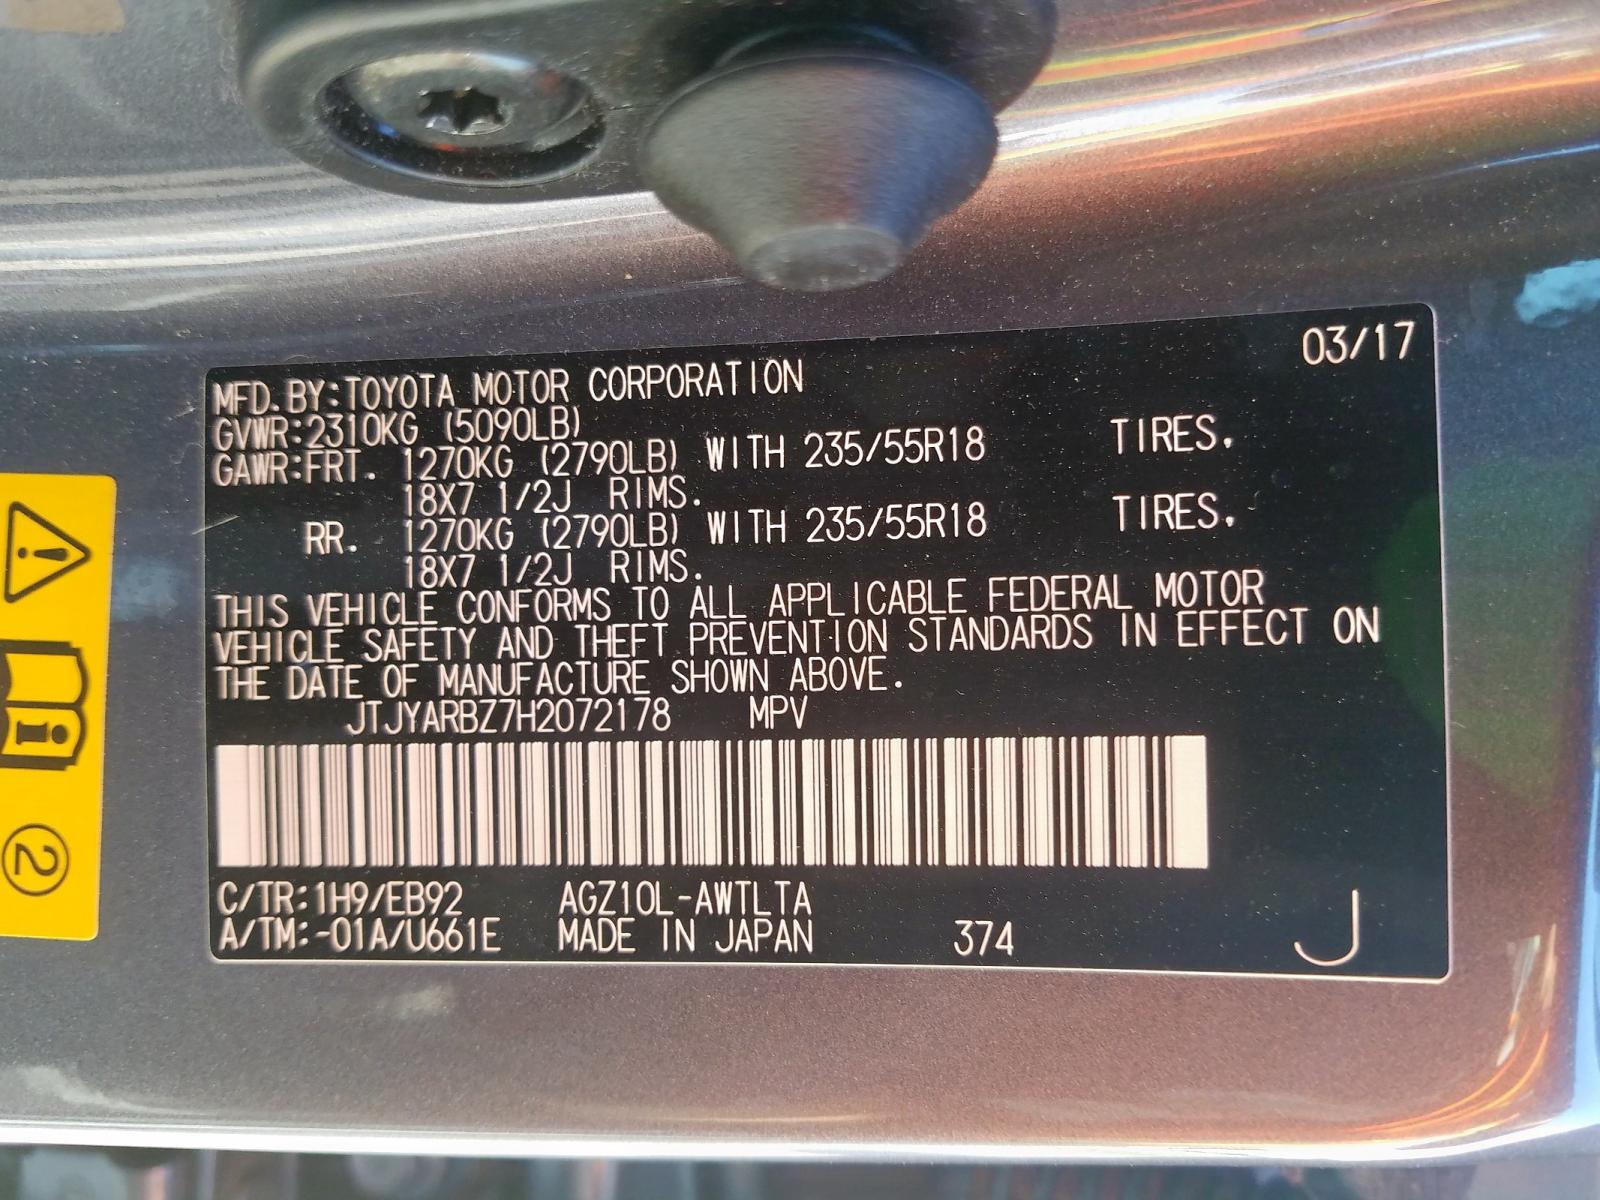 03/17
MFD.BY:TOYOTA MOTOR CORPORATION
GVWR:2310KG (5090LB)
GAWR:FRT. 1270KG (2790LB) WITH 235/55R18 TIRES.
18X7 1/2J RIMS.
RR. 1270KG (2790LB) WITH 235/55R18 TIRES.
18X7 1/2J RIMS.
THIS VEHICLE CONFORMS TO ALL APPLICABLE FEDERAL MOTOR
VEHICLE SAFETY AND THEFT PREVENTION STANDARDS IN EFFECT ON
THE DATE OF MANUFACTURE SHOWN ABOVE.
JTJYARBZ7H2072178 MPV
C/TR:1H9/EB92 AGZ10L-AWTLTA
A/TM:-01A/U661E MADE IN JAPAN 374 J
2